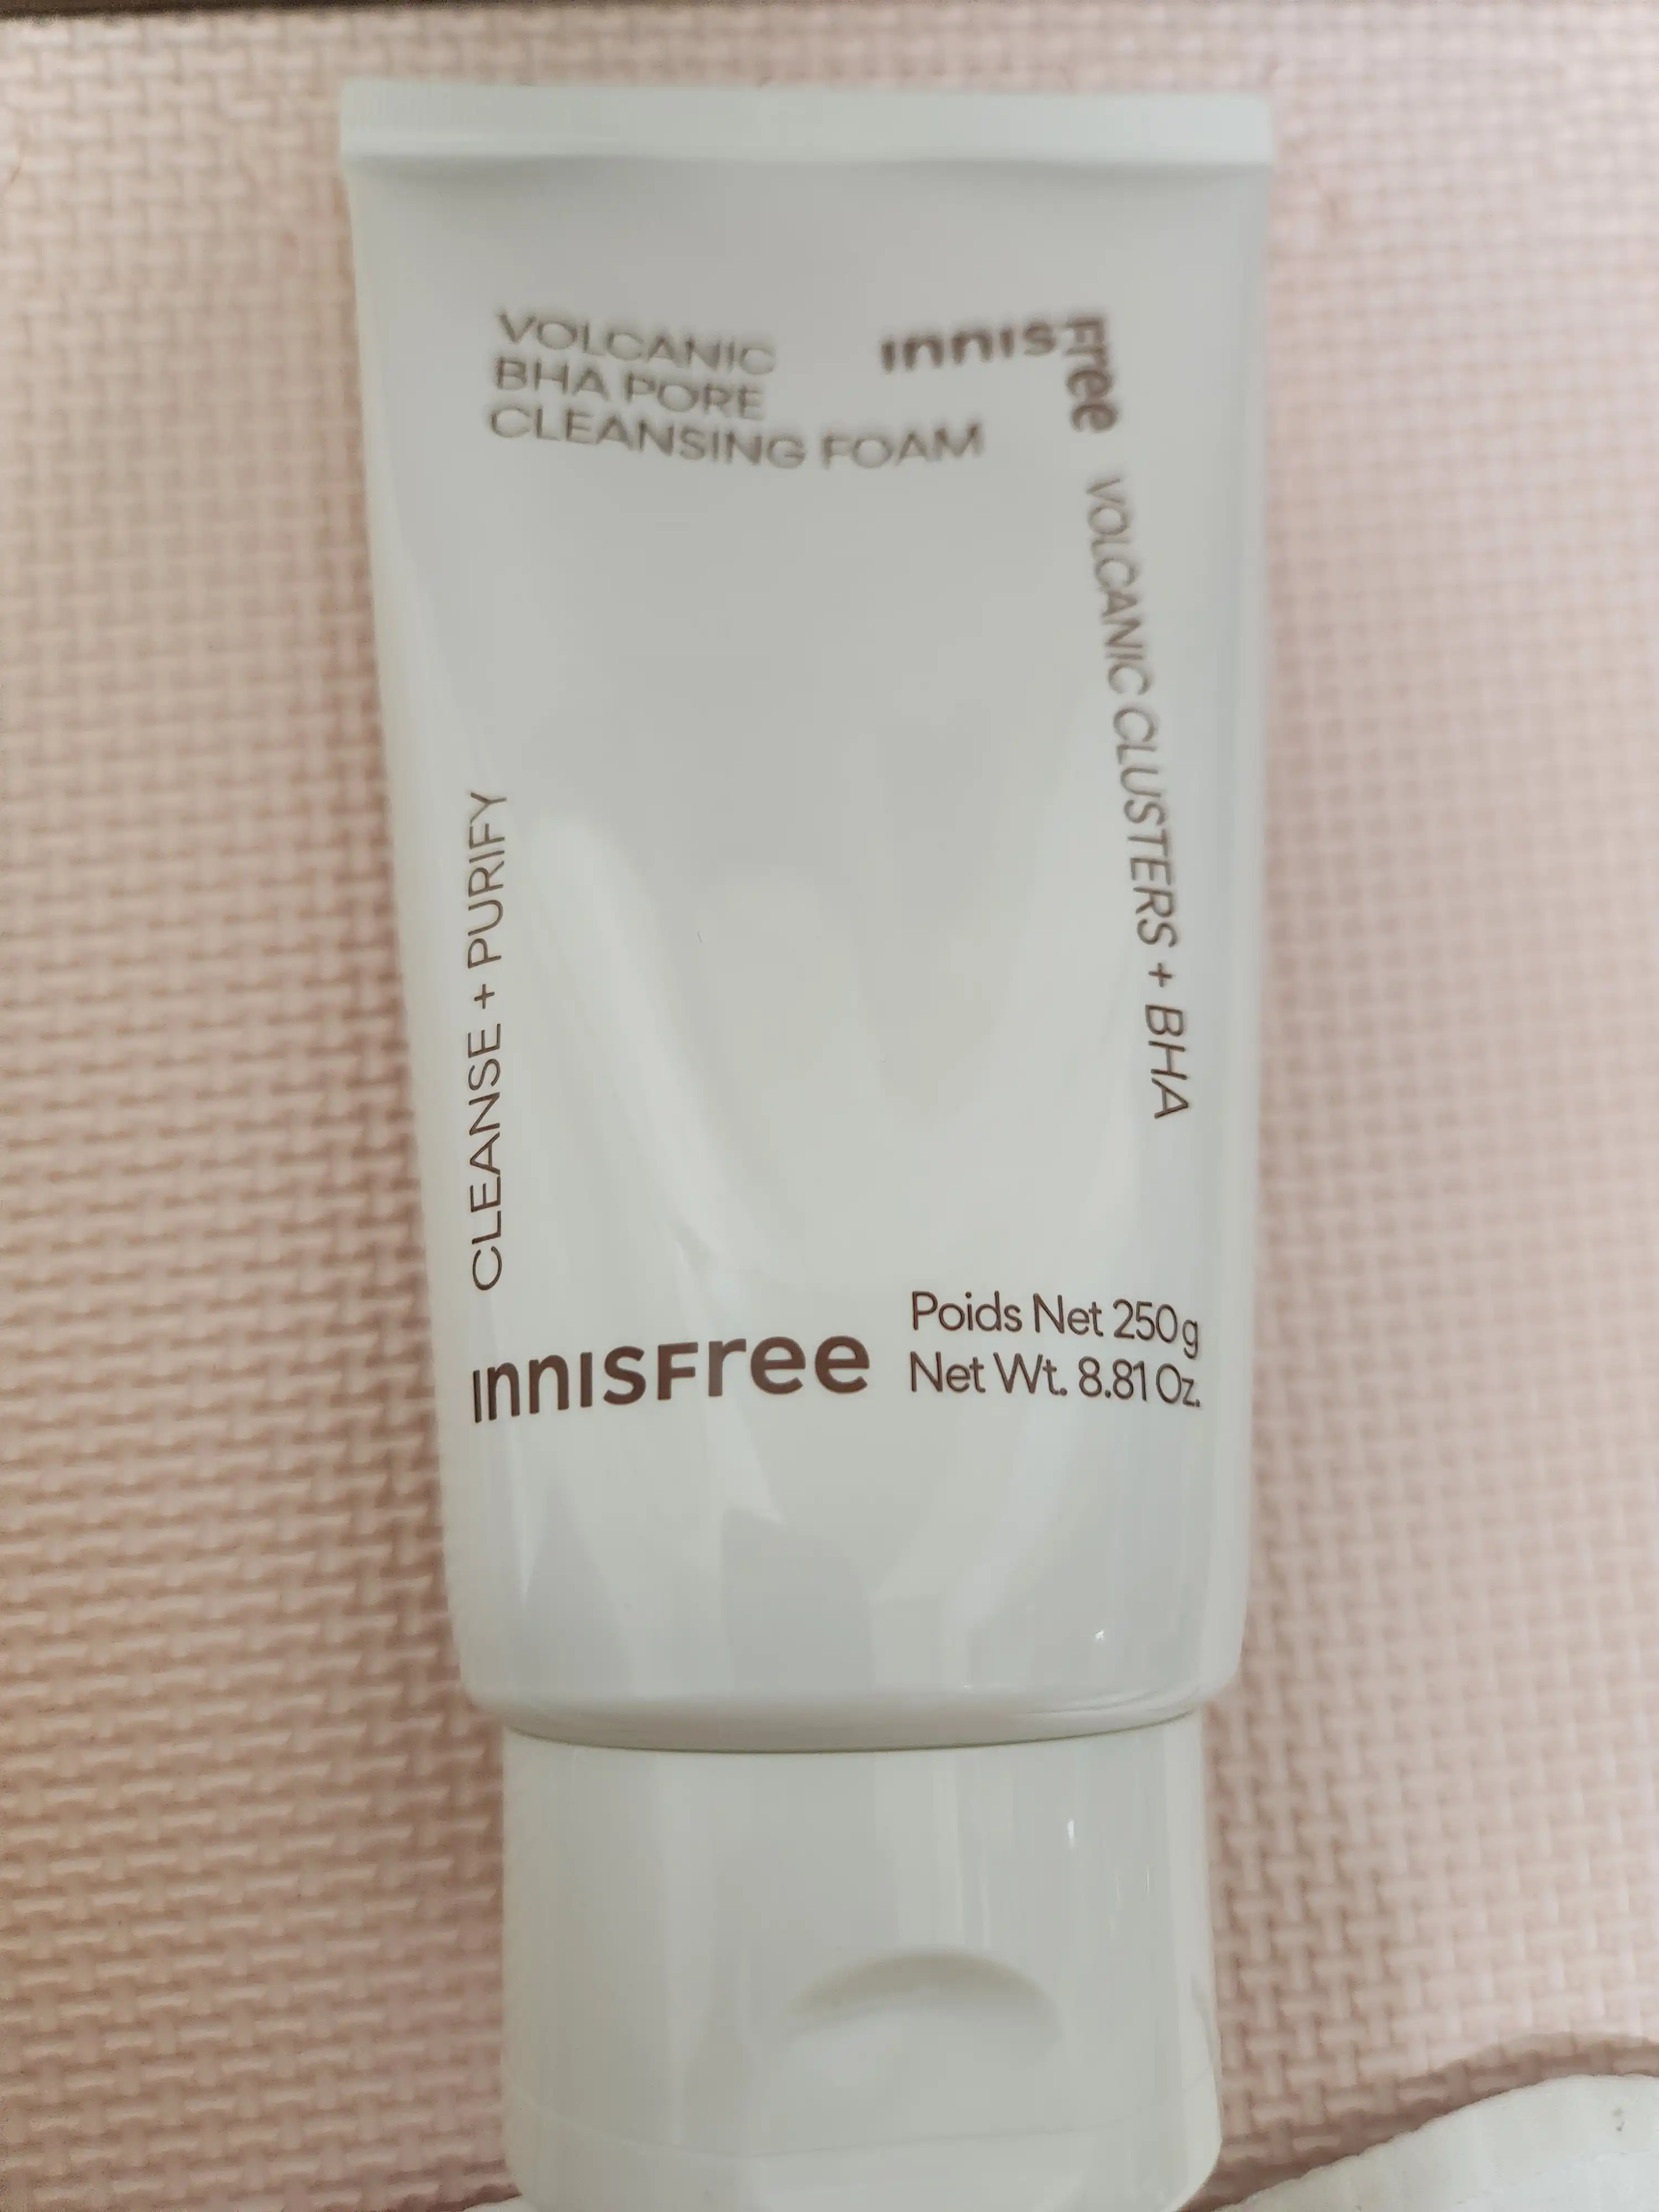 VOLCANIC
BHA PORE
CLEANSING FOAM
INNISFree
VOLCANIC CLUSTERS + BHA
CLEANSE + PURIFY
INNISFree
Poids Net 250g
Net Wt. 8.81 Oz.